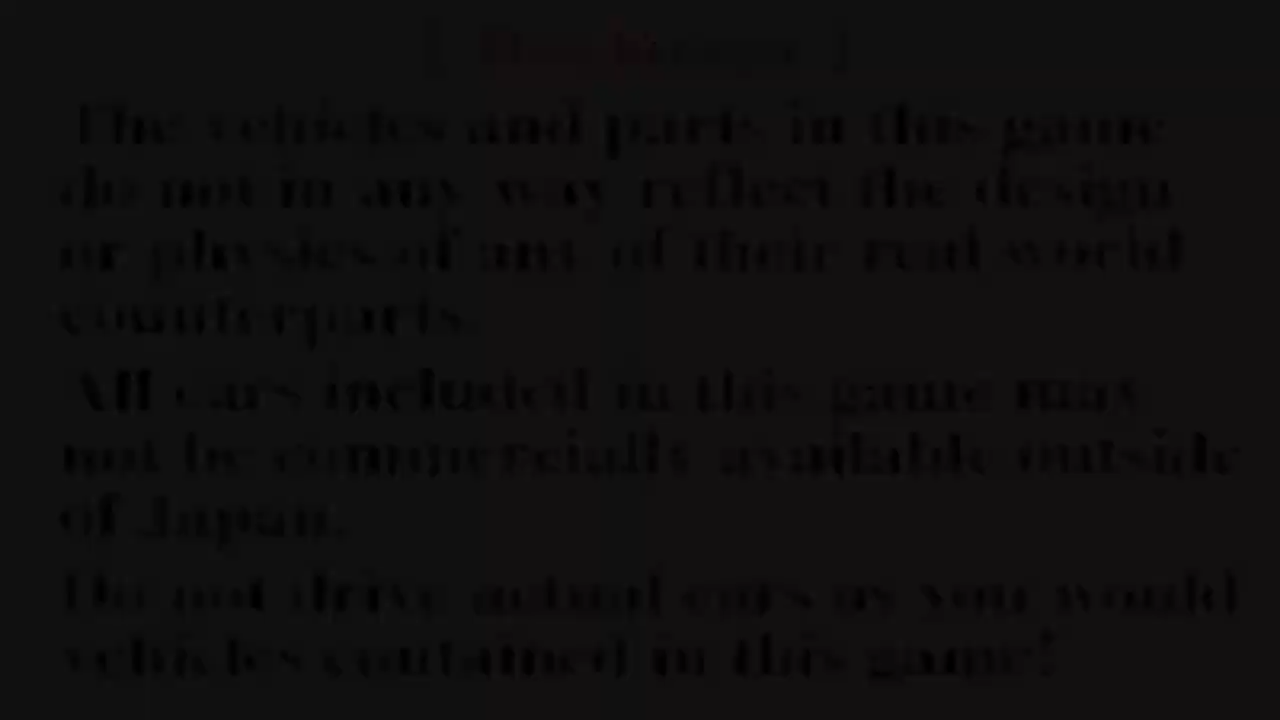 The vehicles and parts in this game
do not in any way reflect the design
or physics of any of their real world
counterparts.
All cars included in this game may
not be commercially available outside
of Japan.
Do not drive actual cars as you would
vehicles contained in this game!